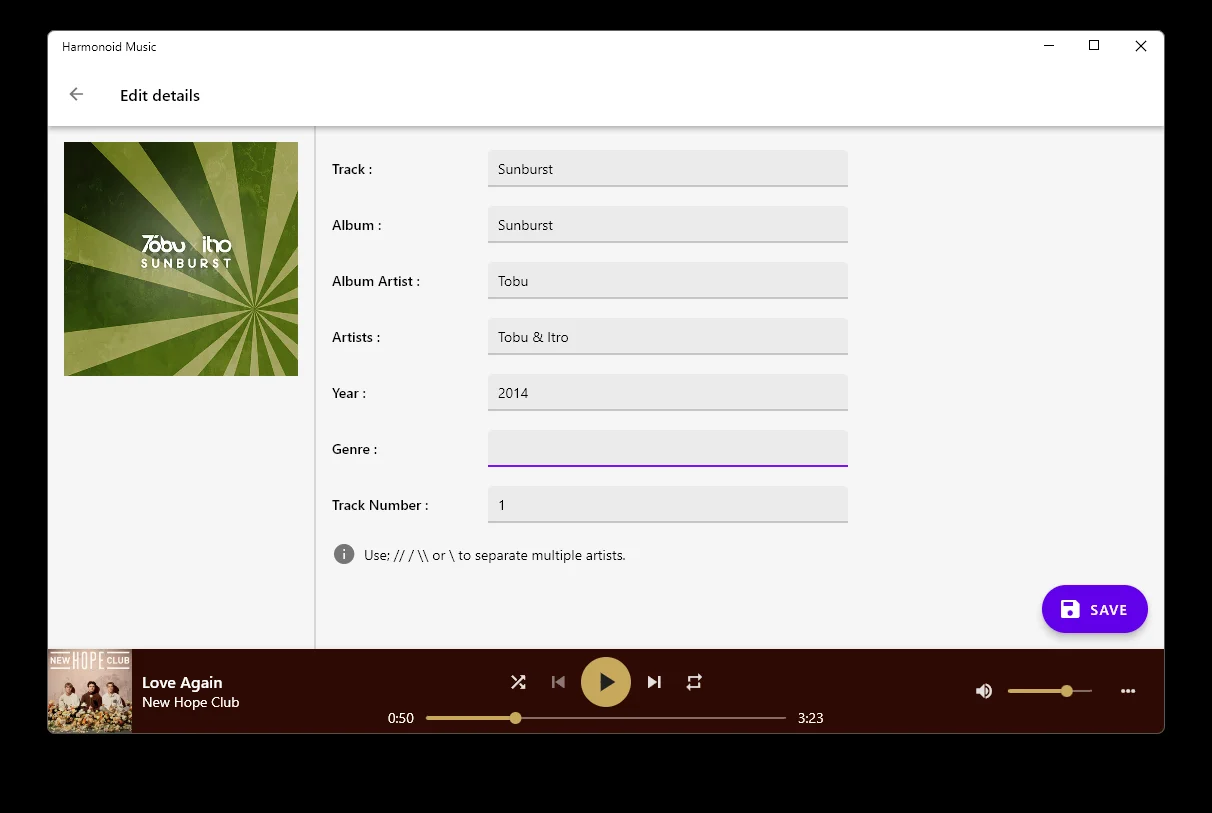 Harmonoid Music
Edit details
Tobu x itro
SUNBURST
Track : Sunburst
Album : Sunburst
Album Artist : Tobu
Artists : Tobu & Itro
Year : 2014
Genre :
Track Number : 1
Use; // / \\ or \ to separate multiple artists.
SAVE
NEW HOPE CLUB
Love Again
New Hope Club
0:50
3:23